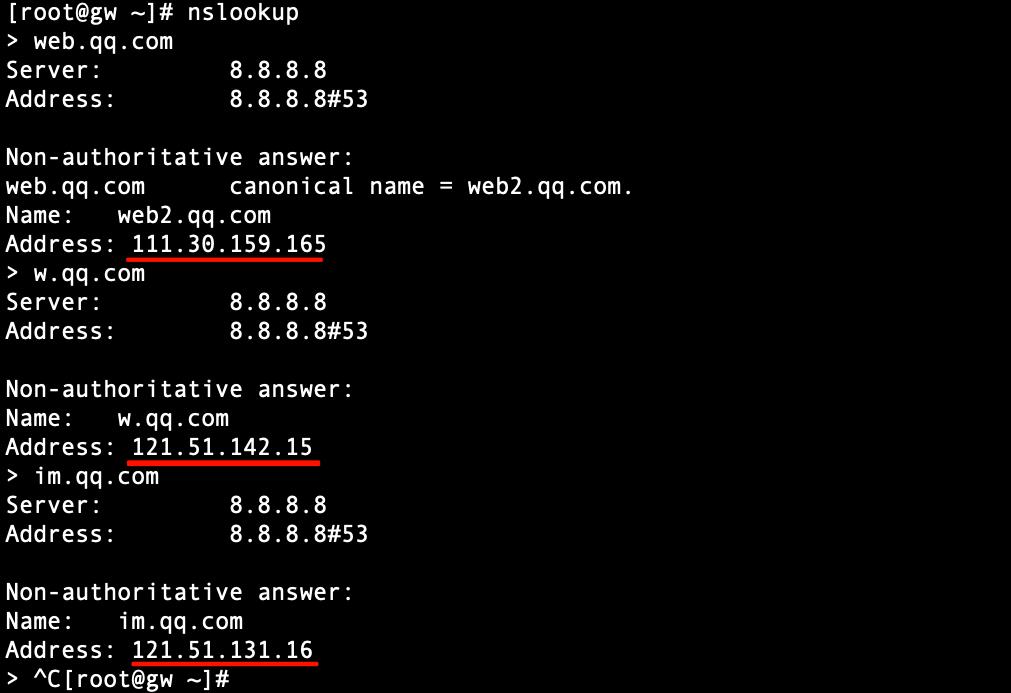 [root@gw ~]# nslookup
> web.qq.com
Server:         8.8.8.8
Address:        8.8.8.8#53

Non-authoritative answer:
web.qq.com      canonical name = web2.qq.com.
Name:   web2.qq.com
Address: 111.30.159.165
> w.qq.com
Server:         8.8.8.8
Address:        8.8.8.8#53

Non-authoritative answer:
Name:   w.qq.com
Address: 121.51.142.15
> im.qq.com
Server:         8.8.8.8
Address:        8.8.8.8#53

Non-authoritative answer:
Name:   im.qq.com
Address: 121.51.131.16
> ^C[root@gw ~]#